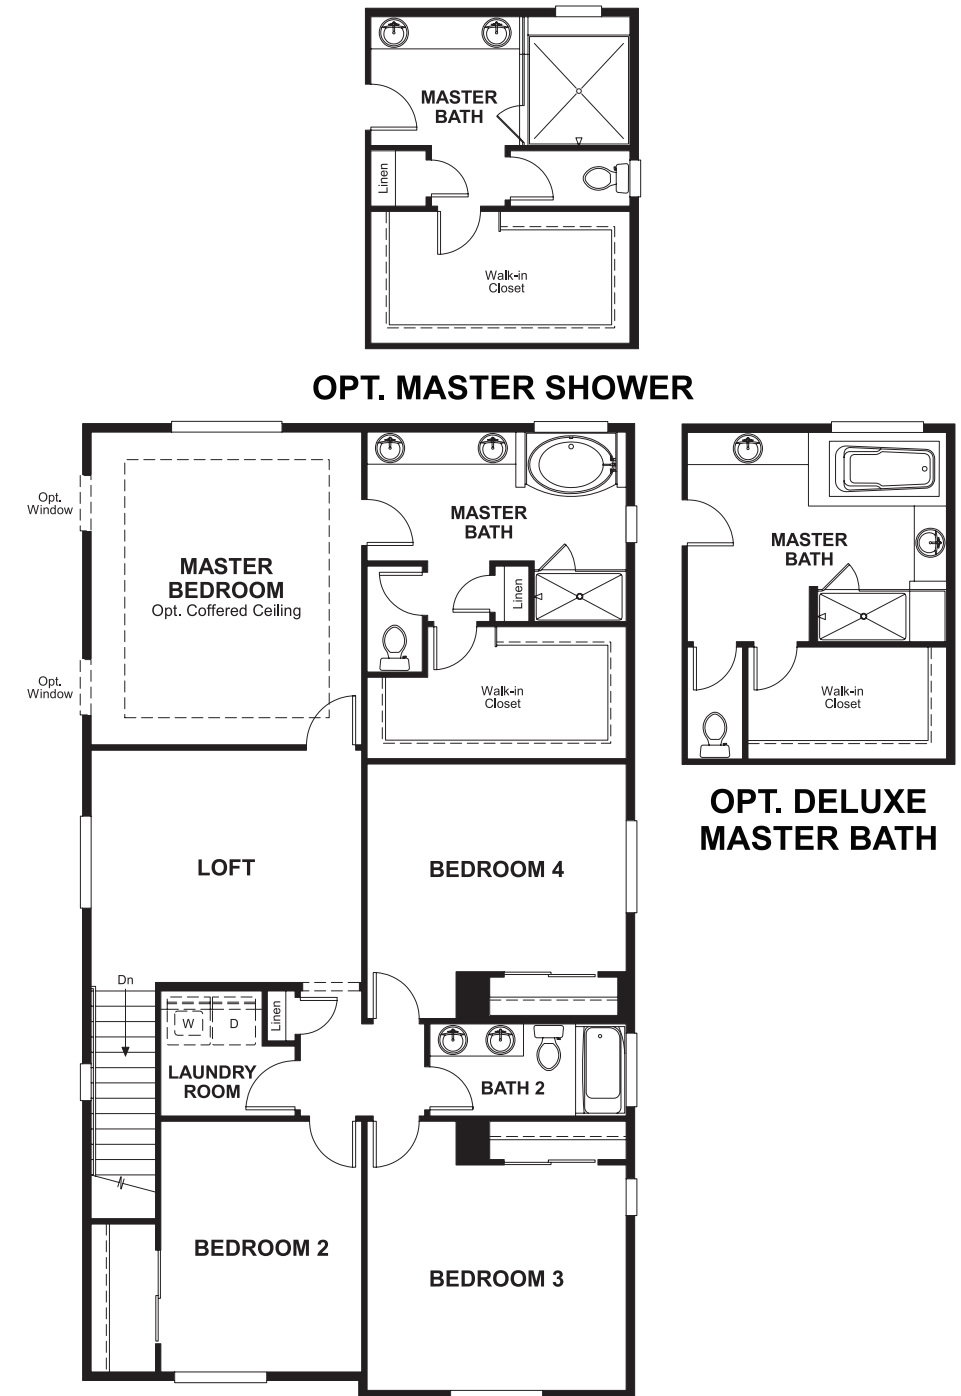 MASTER
BATH
Linen
Walk-in
Closet
OPT. MASTER SHOWER
Opt.
Window
MASTER
BEDROOM
Opt. Coffered Ceiling
Opt.
Window
MASTER
BATH
Linen
Walk-in
Closet
MASTER
BATH
Walk-in
Closet
OPT. DELUXE
MASTER BATH
LOFT
BEDROOM 4
Dn
W
D
Linen
LAUNDRY
ROOM
BATH 2
BEDROOM 2
BEDROOM 3